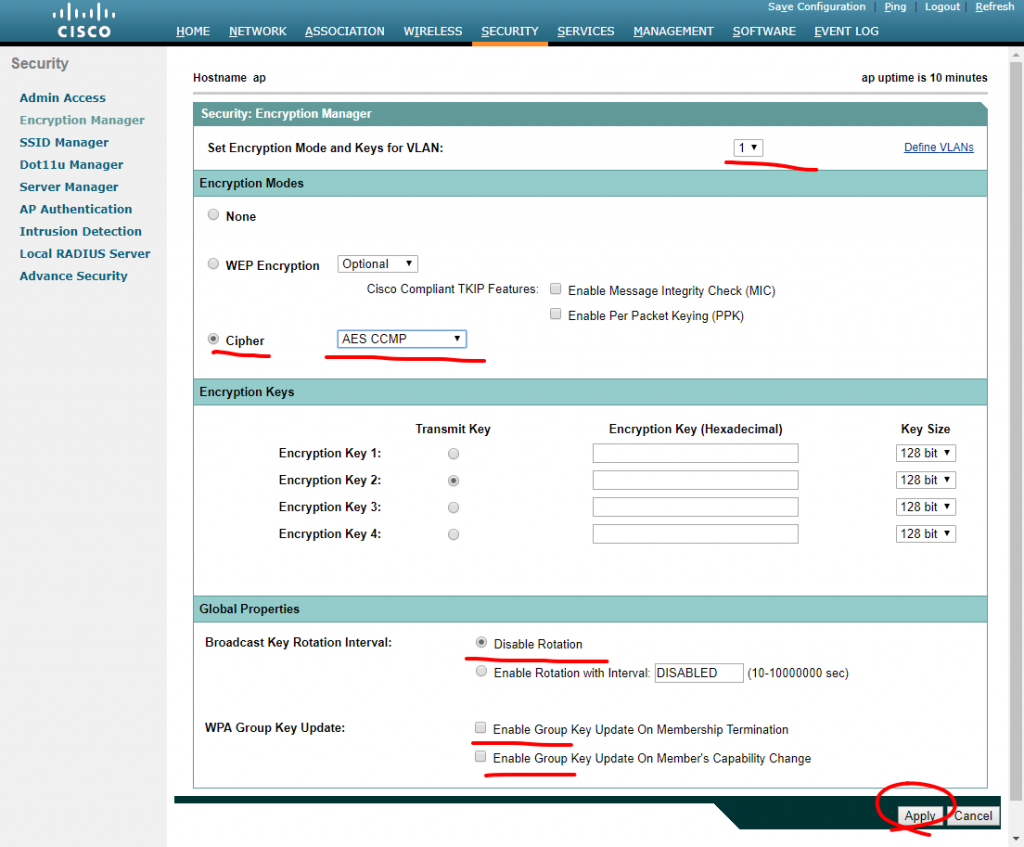 Save Configuration | Ping | Logout | Refresh
CISCO
HOME NETWORK ASSOCIATION WIRELESS SECURITY SERVICES MANAGEMENT SOFTWARE EVENT LOG
Security
Admin Access
Encryption Manager
SSID Manager
Dot11u Manager
Server Manager
AP Authentication
Intrusion Detection
Local RADIUS Server
Advance Security
Hostname ap
ap uptime is 10 minutes
Security: Encryption Manager
Set Encryption Mode and Keys for VLAN: 1 Define VLANs
Encryption Modes
None
WEP Encryption Optional
Cisco Compliant TKIP Features: Enable Message Integrity Check (MIC)
Enable Per Packet Keying (PPK)
Cipher AES CCMP
Encryption Keys
Transmit Key Encryption Key (Hexadecimal) Key Size
Encryption Key 1: 128 bit
Encryption Key 2: 128 bit
Encryption Key 3: 128 bit
Encryption Key 4: 128 bit
Global Properties
Broadcast Key Rotation Interval: Disable Rotation
Enable Rotation with Interval: DISABLED (10-10000000 sec)
WPA Group Key Update: Enable Group Key Update On Membership Termination
Enable Group Key Update On Member's Capability Change
Apply Cancel